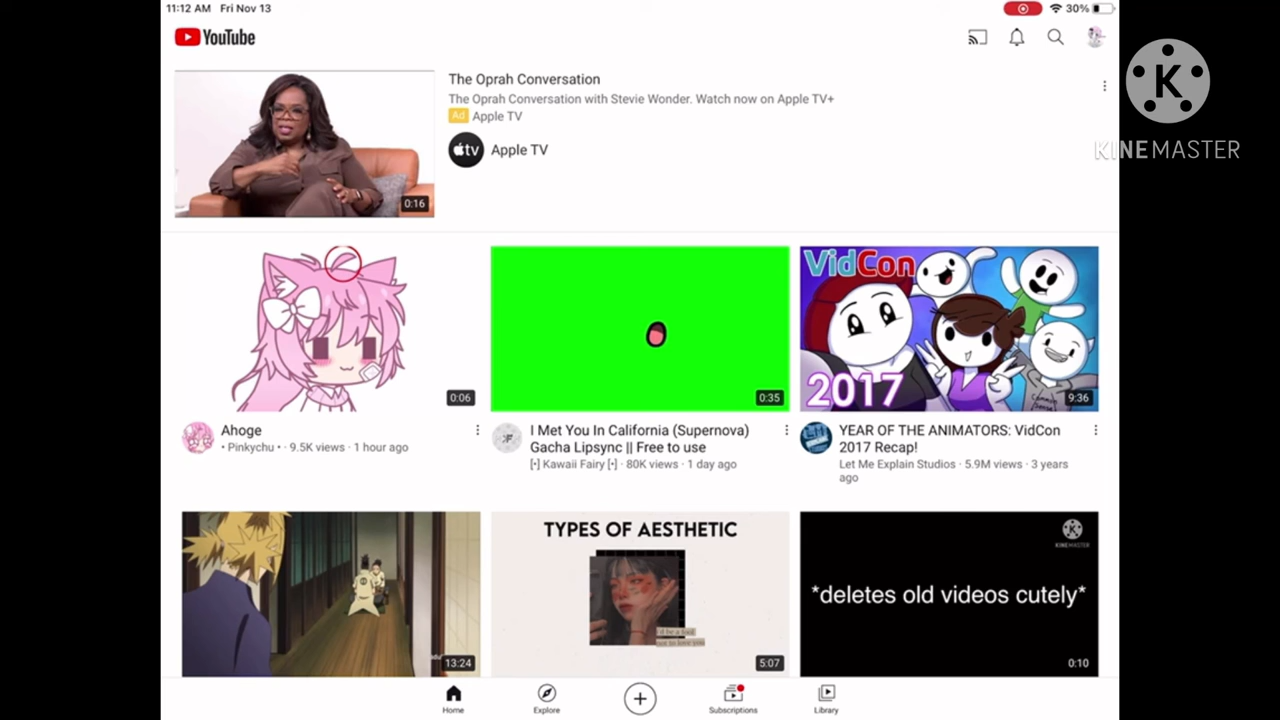 11:12 AM Fri Nov 13
30%
YouTube
The Oprah Conversation
The Oprah Conversation with Stevie Wonder. Watch now on Apple TV+
Ad Apple TV
tv Apple TV
0:16
K
KINEMASTER
0:06
0:35
VidCon
2017
9:36
Ahoge
• Pinkychu • · 9.5K views · 1 hour ago
I Met You In California (Supernova)
Gacha Lipsync || Free to use
[•] Kawaii Fairy [•] · 80K views · 1 day ago
YEAR OF THE ANIMATORS: VidCon
2017 Recap!
Let Me Explain Studios · 5.9M views · 3 years
ago
13:24
TYPES OF AESTHETIC
5:07
KINEMASTER
*deletes old videos cutely*
0:10
Home
Explore
Subscriptions
Library